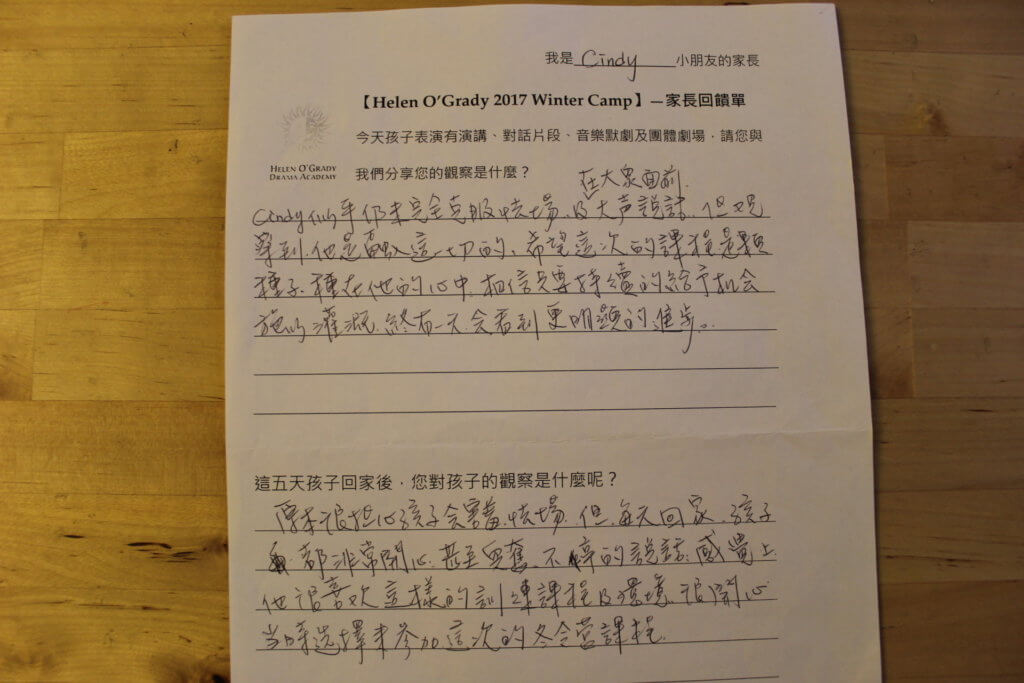 我是 Cindy 小朋友的家長
【Helen O'Grady 2017 Winter Camp】—家長回饋單
今天孩子表演有演講、對話片段、音樂默劇及團體劇場,請您與
HELEN O'GRADY
DRAMA ACADEMY
我們分享您的觀察是什麼?
在大眾面前
Cindy 似乎仍未完全克服怯場、及大声說話、但观
察到他是喜歡這一切的、希望這次的課程是顆
種子、種在他的心中、相信只要持續的給予机会
施以灌溉、終有一天会看到更明顯的進步。
這五天孩子回家後,您對孩子的觀察是什麼呢?
原本很担心孩子会害羞、怯場、但、每天回家、孩子
都非常開心、甚至興奮、不停的說話、感覺上
他很喜欢這樣的訓練課程及環境、很開心
当時選擇來參加這次的冬令營課程